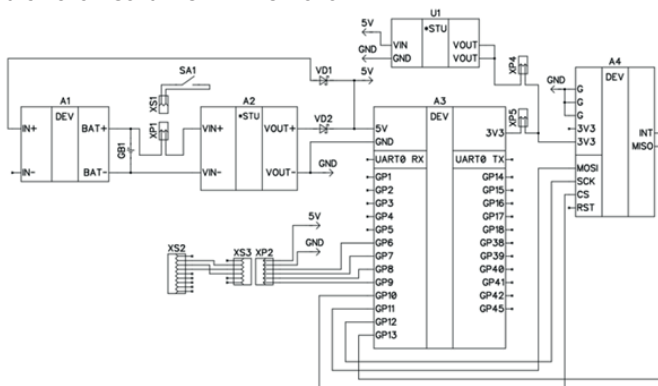 U1
5V
*STU
VIN
VOUT
GND
GND
VOUT
XP4
A4
SA1
VD1
5V
DEV
GND
G
G
G
A1
XS1
A2
A3
XP5
DEV
*STU
DEV
3V3
IN+
BAT+
XP1
VIN+
VOUT+
VD2
5V
3V3
3V3
INT
GB1
GND
MISO
IN-
BAT-
VIN-
VOUT-
GND
UART0 RX
UART0 TX
MOSI
GP1
GP14
SCK
GP2
GP15
CS
GP3
GP16
RST
GP4
GP17
5V
GP5
GP18
GND
GP6
GP38
XS2
XS3
XP2
GP7
GP39
GP8
GP40
GP9
GP41
GP10
GP42
GP11
GP45
GP12
GP13